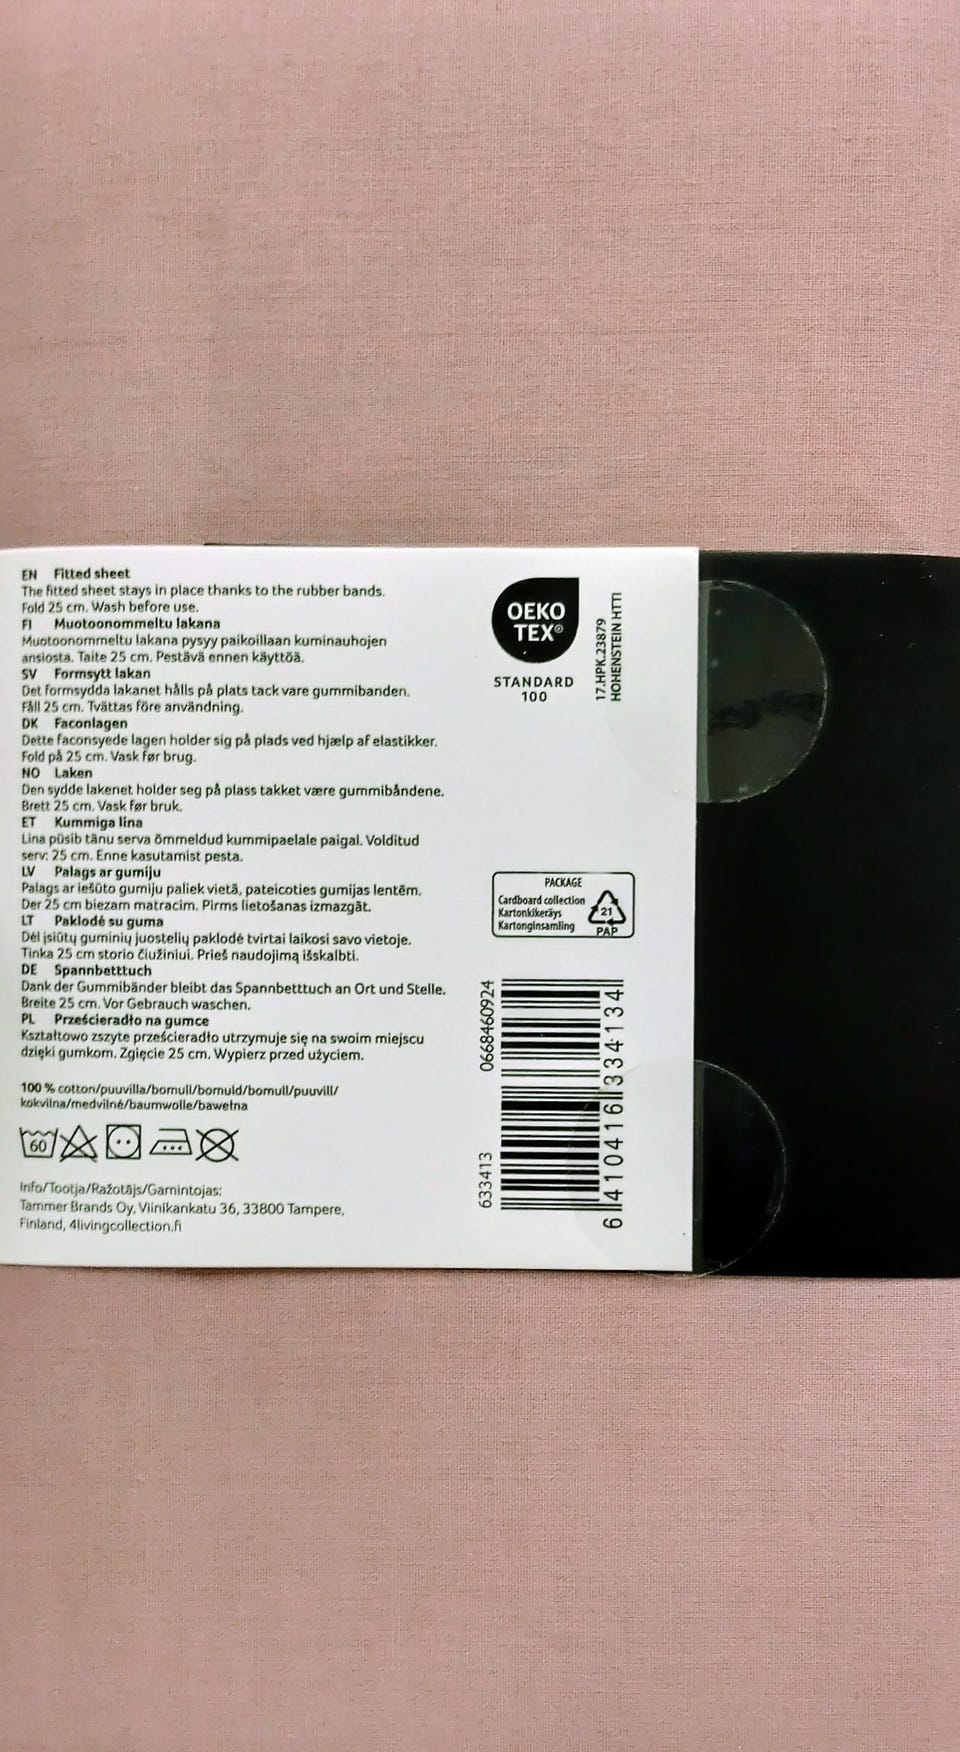 EN Fitted sheet
The fitted sheet stays in place thanks to the rubber bands.
Fold 25 cm. Wash before use.
FI Muotoonommeltu lakana
Muotoonommeltu lakana pysyy paikoillaan kuminauhojen
ansiosta. Taite 25 cm. Pestävä ennen käyttöä.
SV Formsytt lakan
Det formsydda lakanet hålls på plats tack vare gummibanden.
Fåll 25 cm. Tvättas före användning.
DK Faconlagen
Dette faconsyede lagen holder sig på plads ved hjælp af elastikker.
Fold på 25 cm. Vask før brug.
NO Laken
Den sydde lakenet holder seg på plass takket være gummibåndene.
Brett 25 cm. Vask før bruk.
ET Kummiga lina
Lina püsib tänu serva õmmeldud kummipaelale paigal. Volditud
serv: 25 cm. Enne kasutamist pesta.
LV Palags ar gumiju
Palags ar iešūto gumiju paliek vietā, pateicoties gumijas lentēm.
Der 25 cm biezam matracim. Pirms lietošanas izmazgāt.
LT Paklodė su guma
Dėl įsiūtų guminių juostelių paklodė tvirtai laikosi savo vietoje.
Tinka 25 cm storio čiužiniui. Prieš naudojimą išskalbti.
DE Spannbetttuch
Dank der Gummibänder bleibt das Spannbetttuch an Ort und Stelle.
Breite 25 cm. Vor Gebrauch waschen.
PL Prześcieradło na gumce
Kształtowo zszyte prześcieradło utrzymuje się na swoim miejscu
dzięki gumkom. Zgięcie 25 cm. Wypierz przed użyciem.
100 % cotton/puuvilla/bomull/bomuld/bomull/puuvill/
kokvilna/medvilnė/baumwolle/bawełna
60
Info/Tootja/Ražotājs/Gamintojas:
Tammer Brands Oy, Viinikankatu 36, 33800 Tampere,
Finland, 4livingcollection.fi
OEKO
TEX®
STANDARD
100
17.HPK.23879
HOHENSTEIN HTTI
PACKAGE
Cardboard collection
Kartonkikeräys
Kartonginsamling
21
PAP
0668460924
633413
6 410416 334134